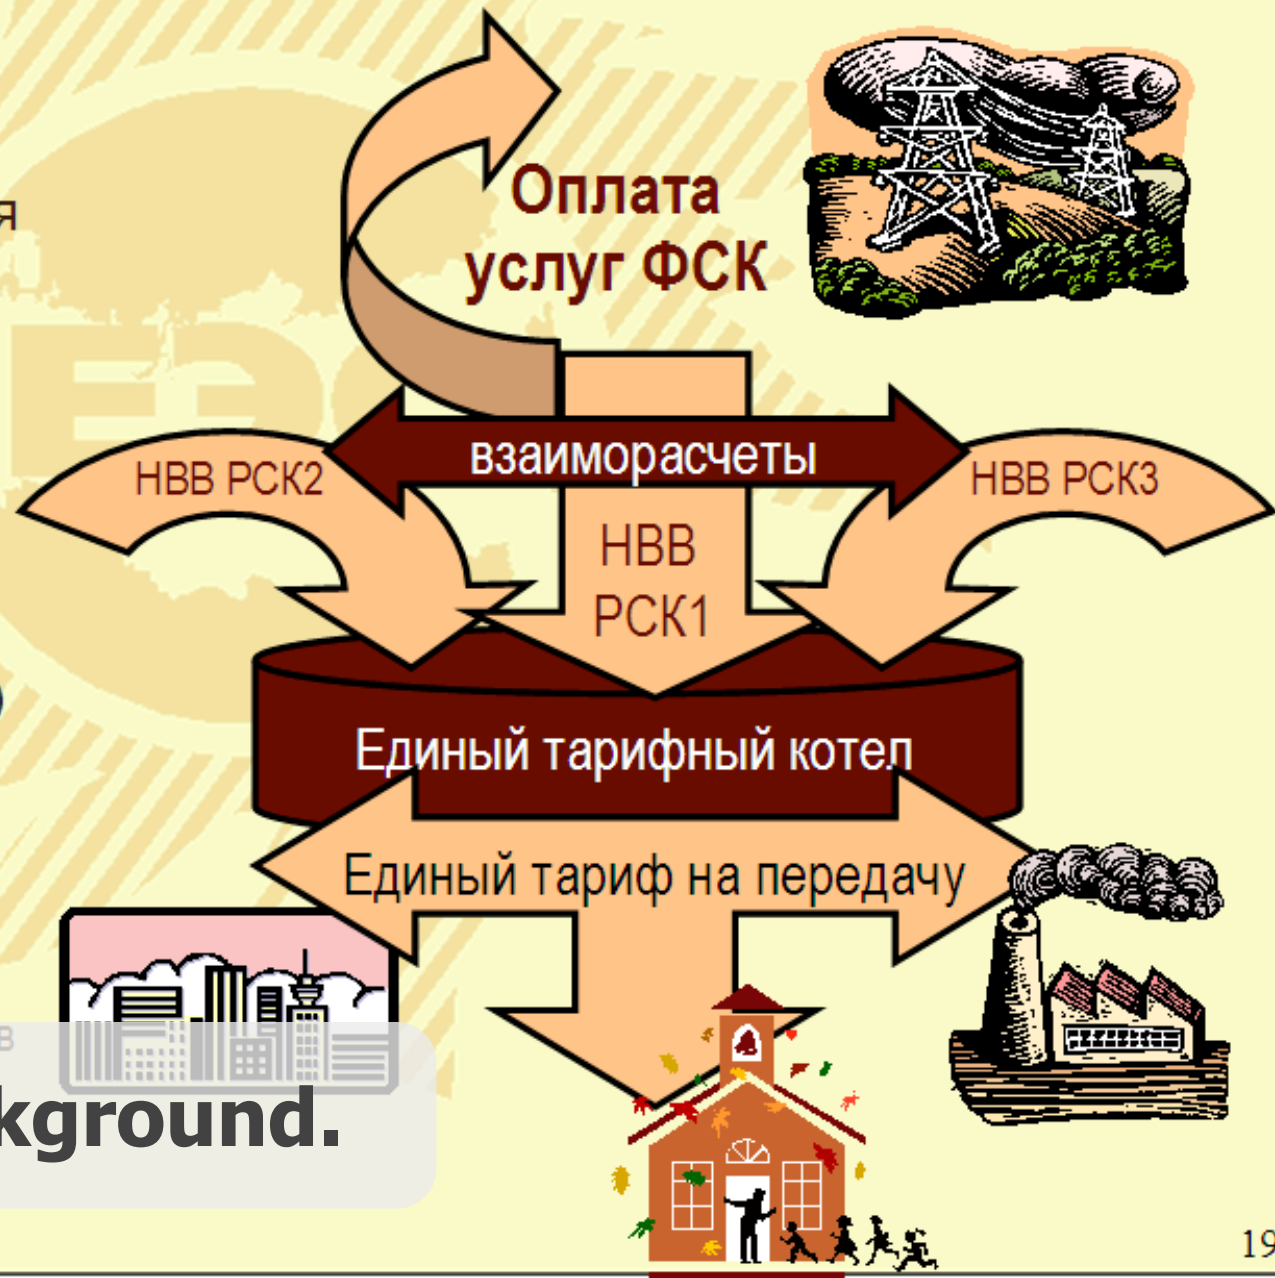 я
Оплата
услуг ФСК
взаиморасчеты
НВВ РСК2
НВВ РСК3
НВВ
РСК1
Единый тарифный котел
Единый тариф на передачу
в
kground.
19